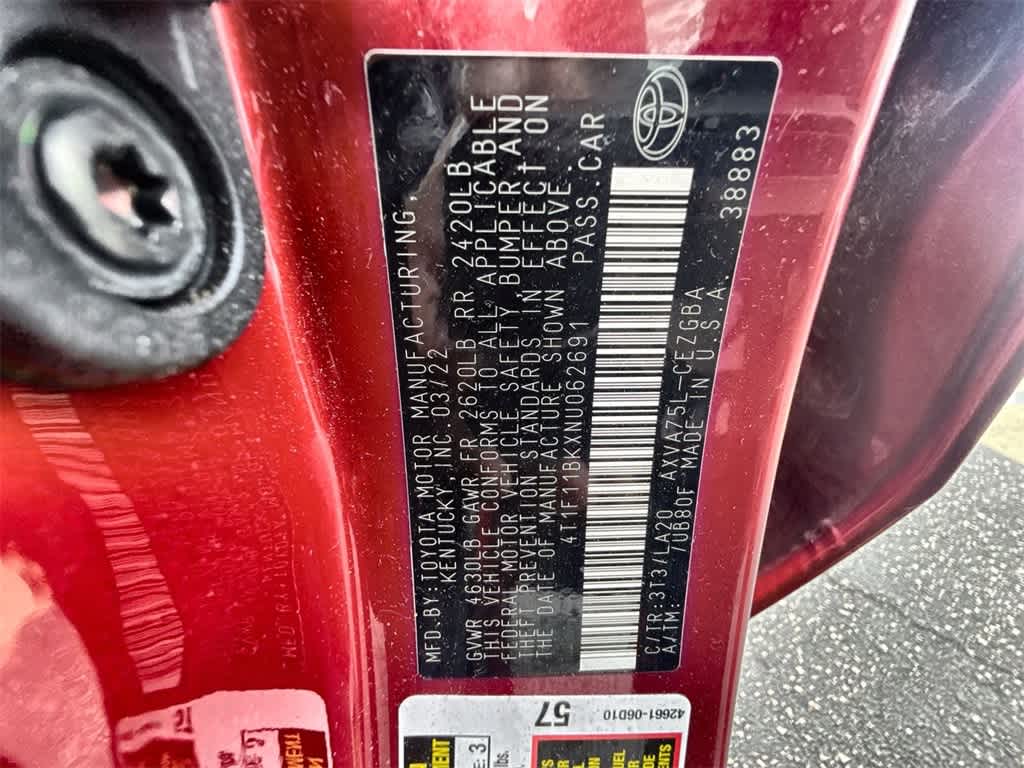 MFD.BY:TOYOTA MOTOR MANUFACTURING,
KENTUCKY,INC.03/22
GVWR 4630LB GAWR FR 2620LB RR 2420LB
THIS VEHICLE CONFORMS TO ALL APPLICABLE
FEDERAL MOTOR VEHICLE SAFETY,BUMPER,AND
THEFT PREVENTION STANDARDS IN EFFECT ON
THE DATE OF MANUFACTURE SHOWN ABOVE.
4T1F11BKXNU062691 PASS.CAR
C/TR:3T3/LA20 AXVA75L-CEZGBA
A/TM: /UB80F MADE IN U.S.A. 38883
57
42661-06D10
3
lbs.